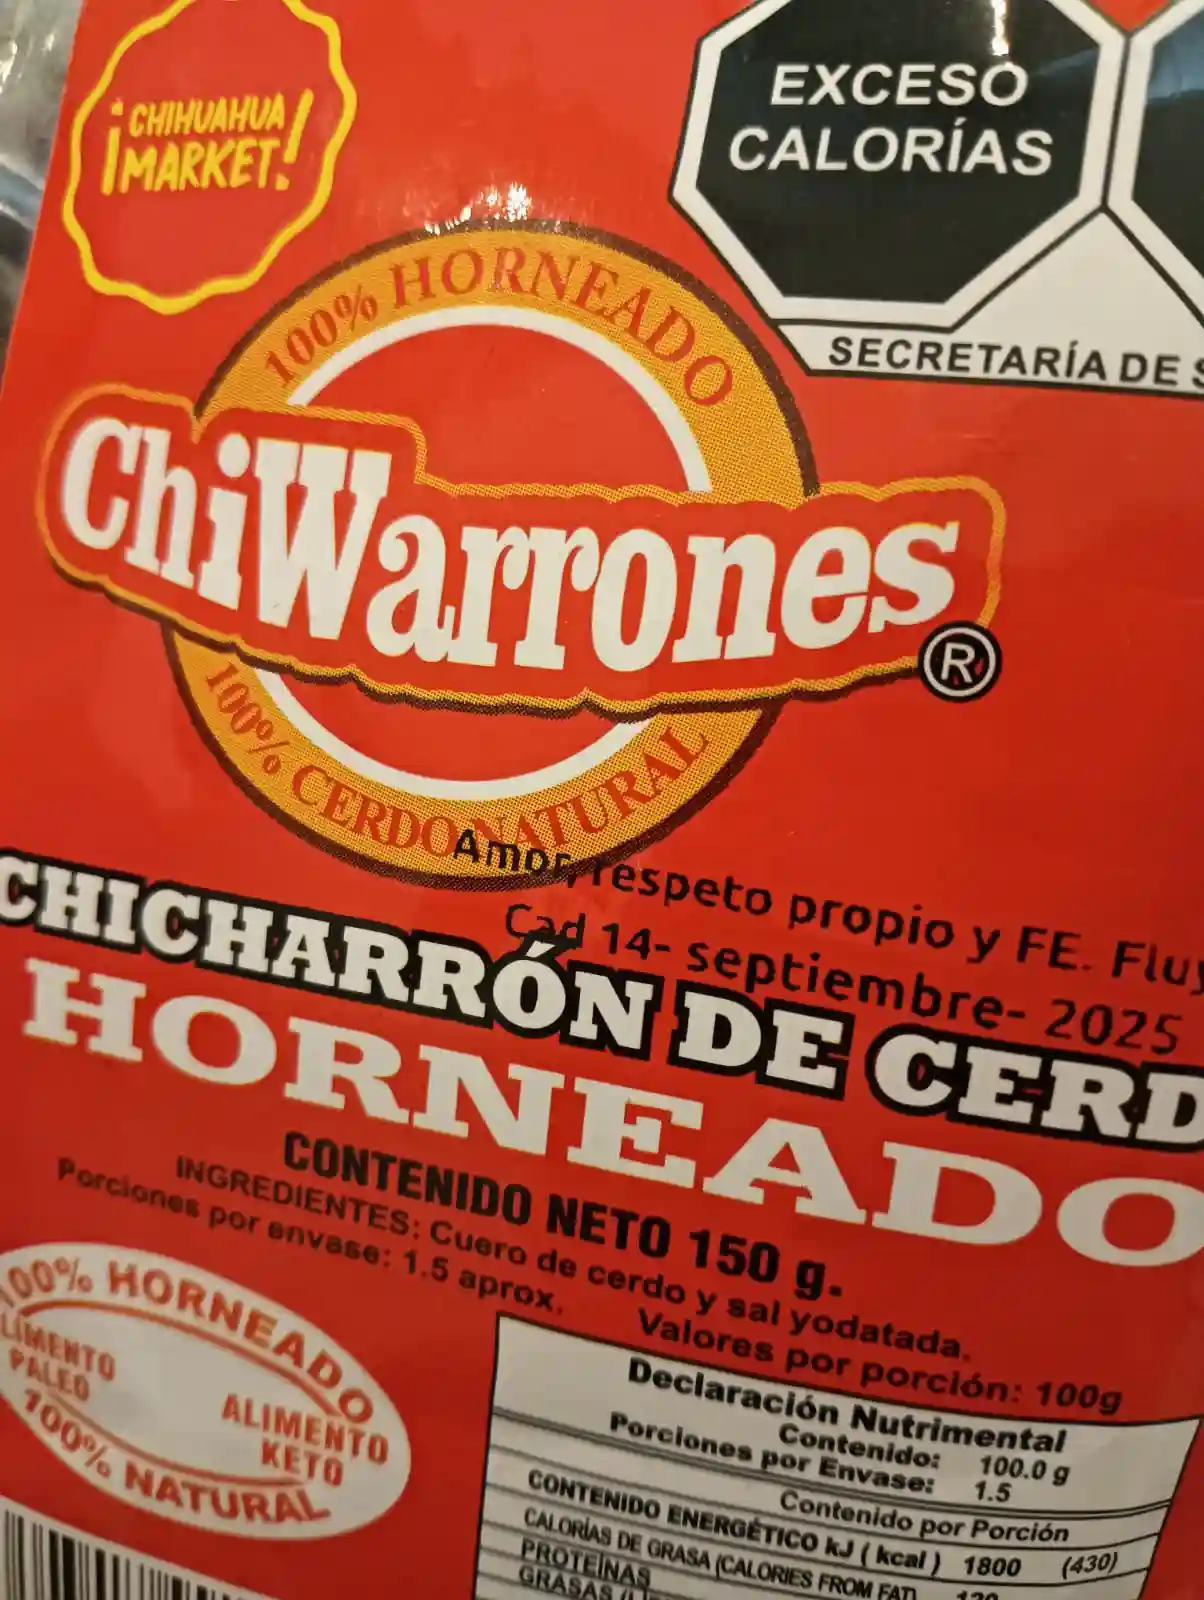 ¡CHIHUAHUA
MARKET!
EXCESO
CALORÍAS
SECRETARÍA DE
100% HORNEADO
ChiWarrones
®
100% CERDO NATURAL
Amor, respeto propio y FE.
Cad 14- septiembre- 2025
CHICHARRÓN DE CERD
HORNEADO
CONTENIDO NETO 150 g.
INGREDIENTES: Cuero de cerdo y sal yodatada.
Porciones por envase: 1.5 aprox.
Valores por porción: 100g
100% HORNEADO
ALIMENTO
PALEO
ALIMENTO
KETO
100% NATURAL
Declaración Nutrimental
Contenido: 100.0 g
Porciones por Envase: 1.5
Contenido por Porción
CONTENIDO ENERGÉTICO kJ ( kcal ) 1800 (430)
CALORÍAS DE GRASA (CALORIES FROM FAT)
PROTEÍNAS
GRASAS